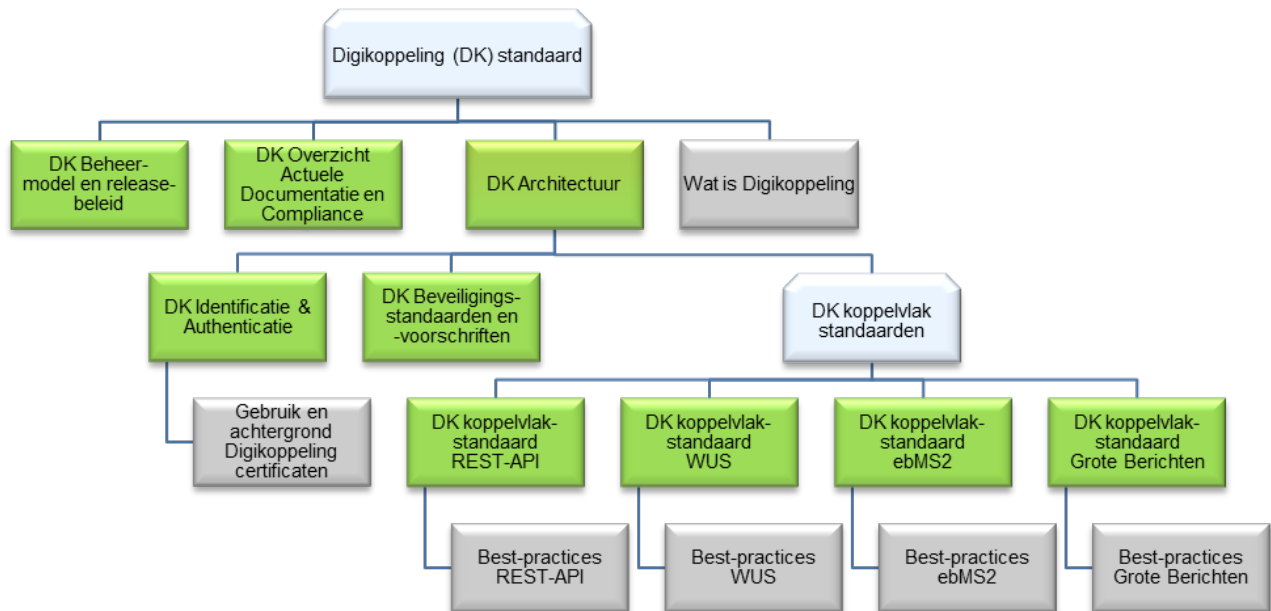 Digikoppeling (DK) standaard
DK Beheer-
model en release-
beleid
DK Overzicht
Actuele
Documentatie en
Compliance
DK Architectuur
Wat is Digikoppeling
DK Identificatie &
Authenticatie
DK Beveiligings-
standaarden en
-voorschriften
DK koppelvlak
standaarden
Gebruik en
achtergrond
Digikoppeling
certificaten
DK koppelvlak-
standaard
REST-API
DK koppelvlak-
standaard
WUS
DK koppelvlak-
standaard
ebMS2
DK koppelvlak-
standaard
Grote Berichten
Best-practices
REST-API
Best-practices
WUS
Best-practices
ebMS2
Best-practices
Grote Berichten